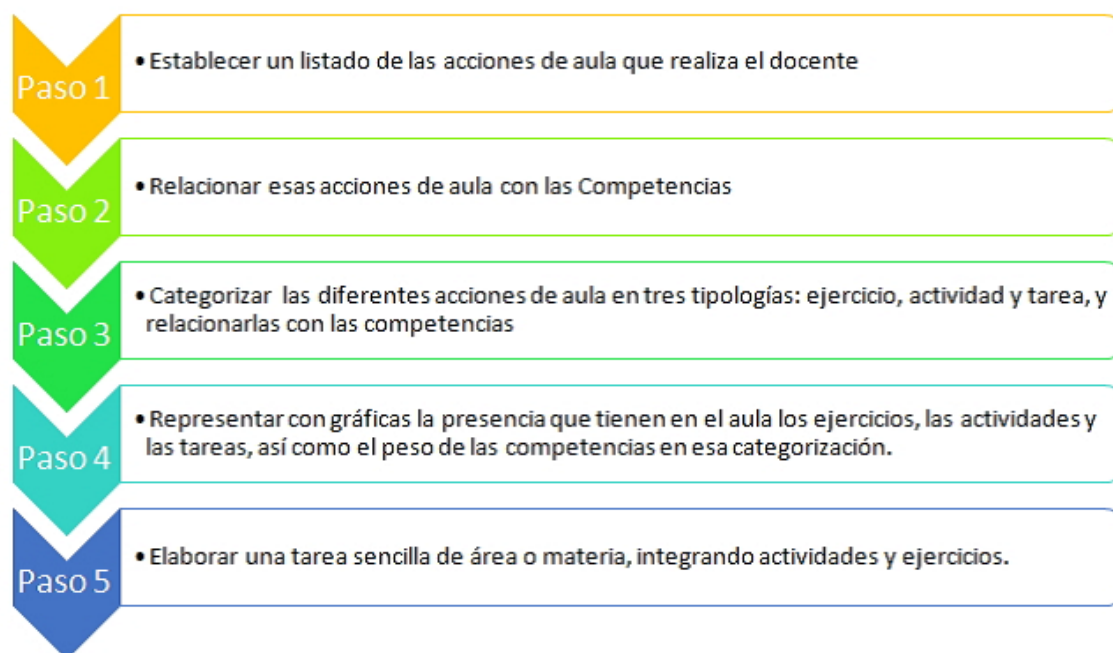 Paso 1
• Establecer un listado de las acciones de aula que realiza el docente
Paso 2
• Relacionar esas acciones de aula con las Competencias
Paso 3
• Categorizar las diferentes acciones de aula en tres tipologías: ejercicio, actividad y tarea, y
relacionarlas con las competencias
Paso 4
• Representar con gráficas la presencia que tienen en el aula los ejercicios, las actividades y
las tareas, así como el peso de las competencias en esa categorización.
Paso 5
• Elaborar una tarea sencilla de área o materia, integrando actividades y ejercicios.